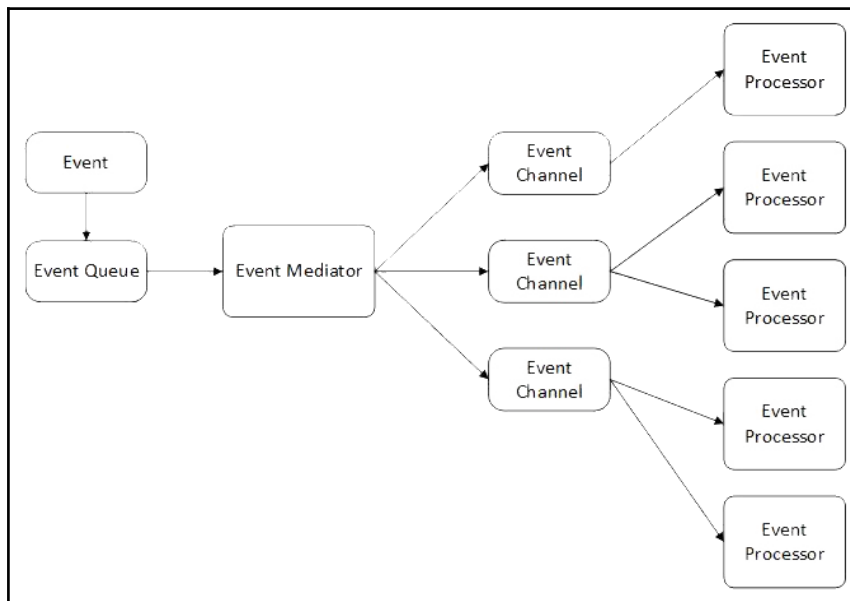 Event
Processor
Event
Event
Channel
Event
Processor
Event Queue
Event Mediator
Event
Channel
Event
Processor
Event
Channel
Event
Processor
Event
Processor